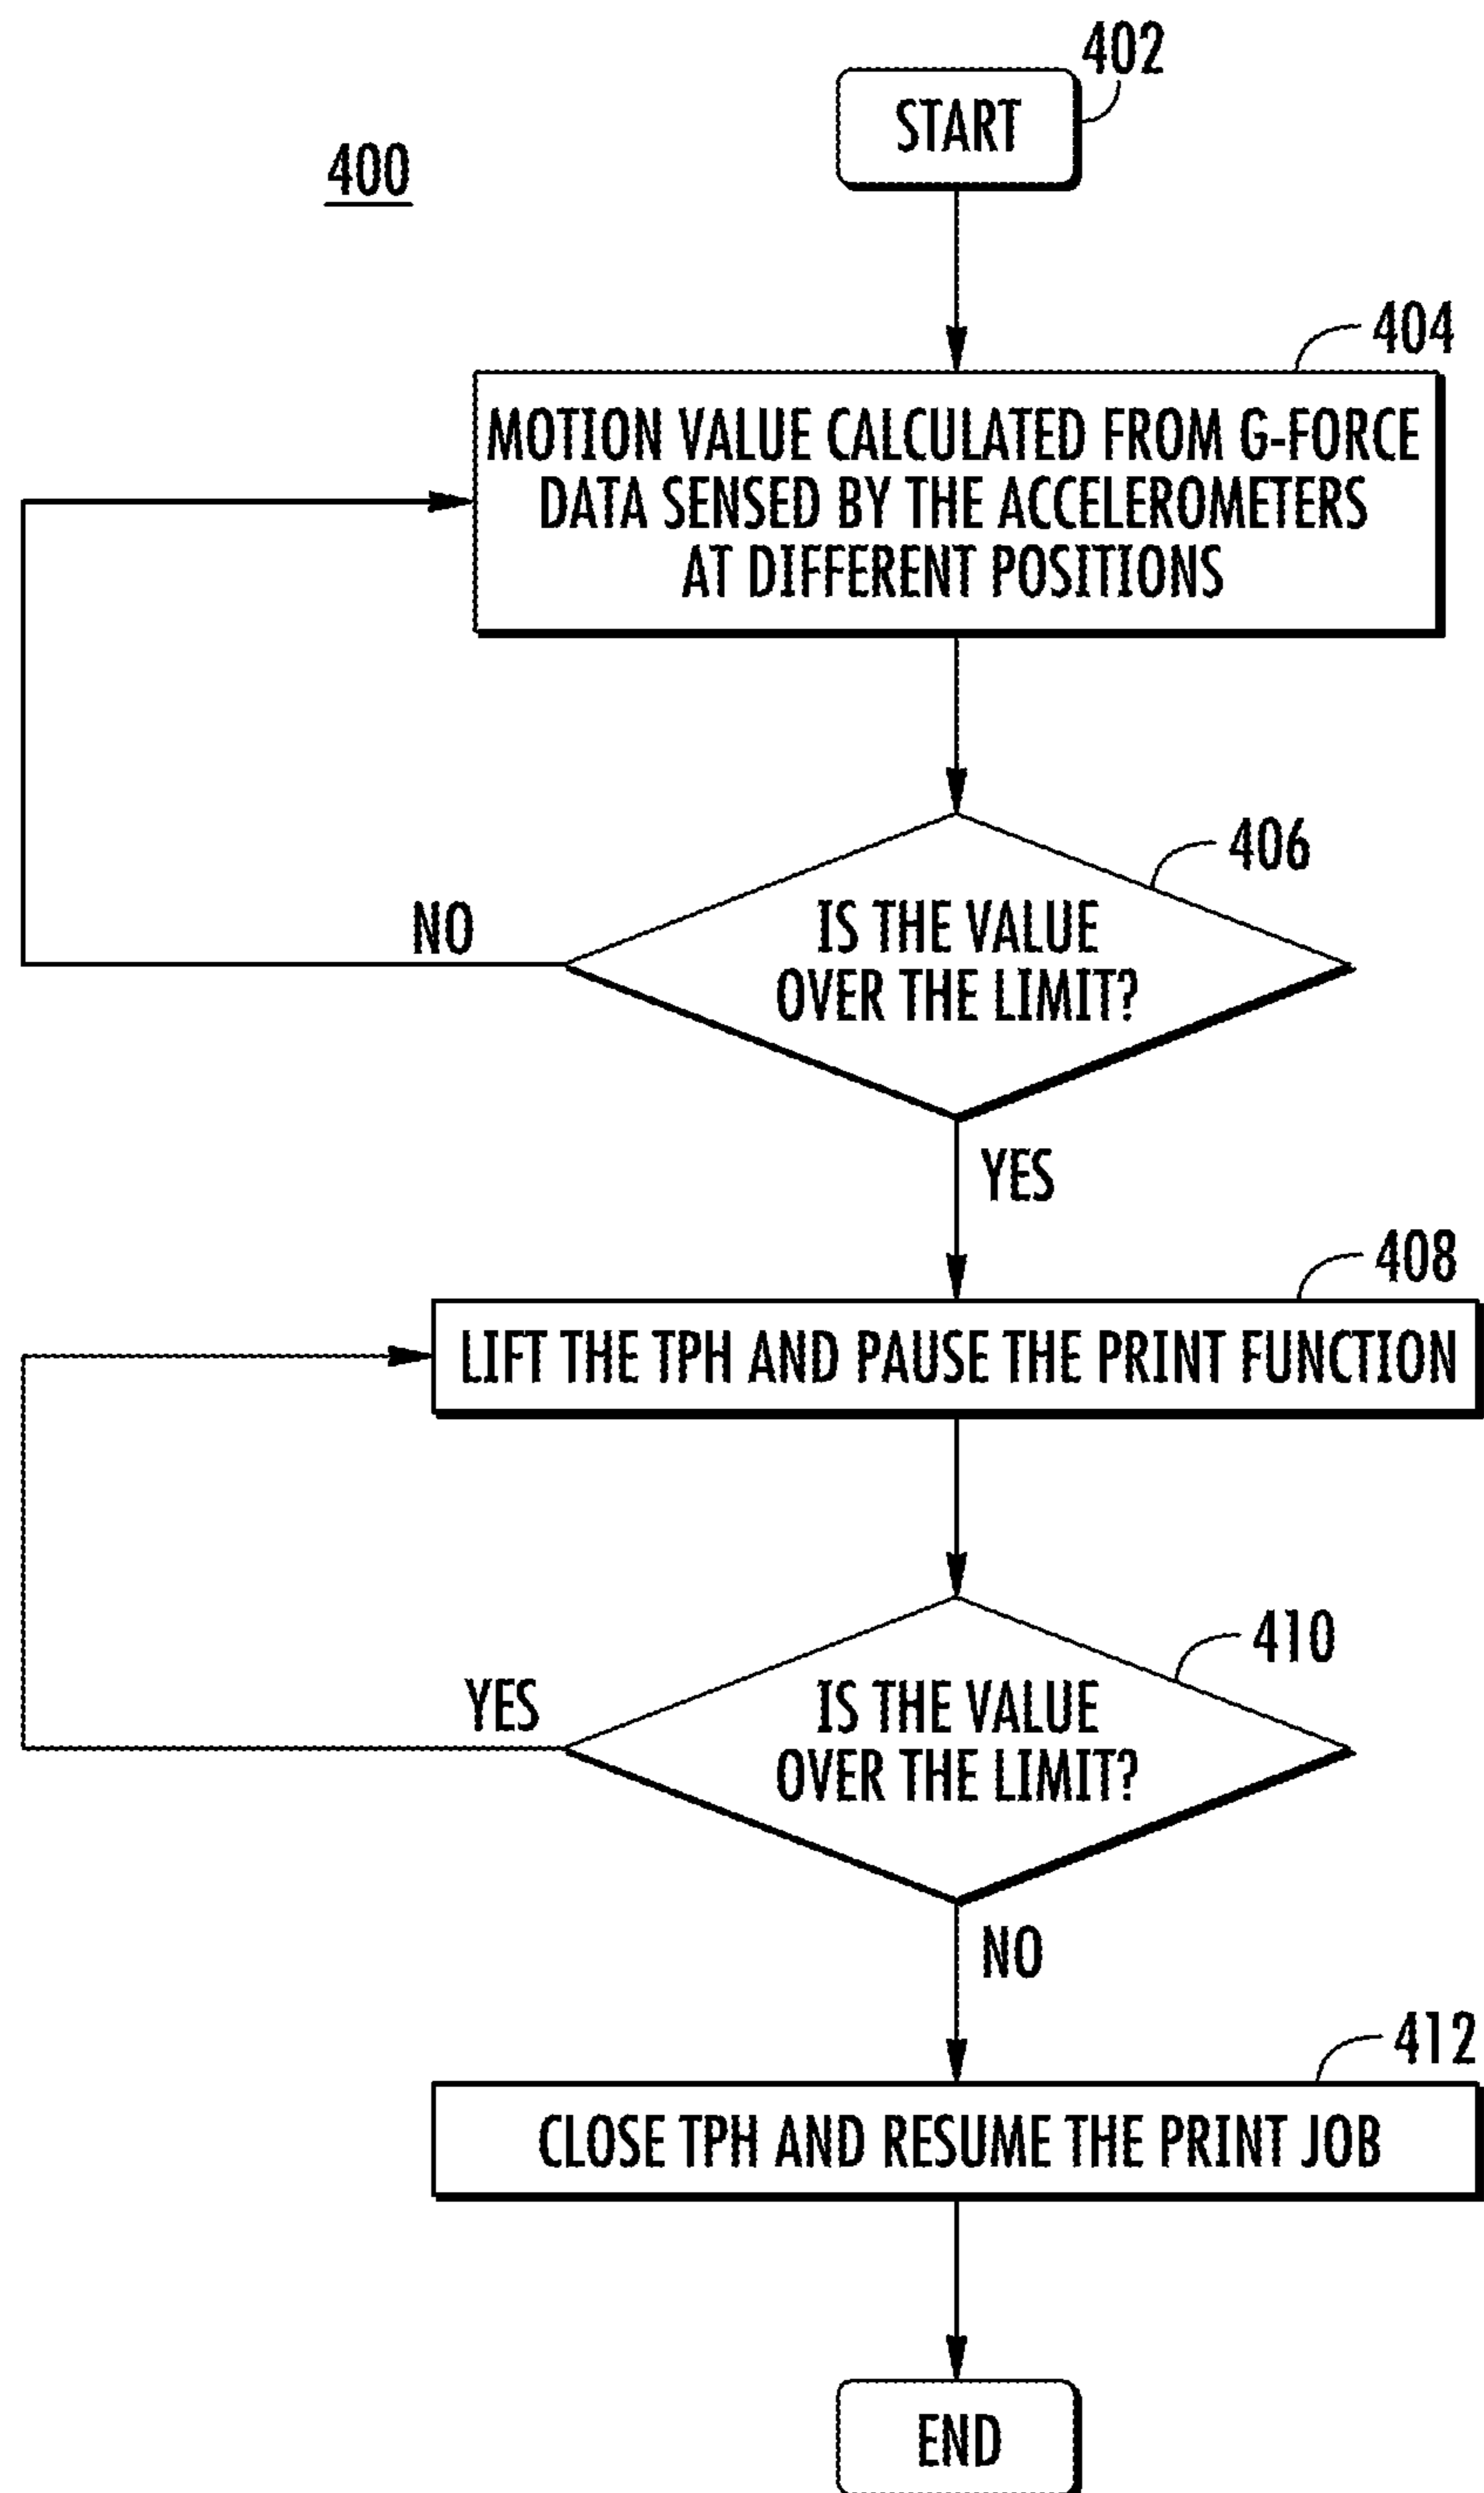 402
START
400
404
MOTION VALUE CALCULATED FROM G-FORCE
DATA SENSED BY THE ACCELEROMETERS
AT DIFFERENT POSITIONS
406
NO
IS THE VALUE
OVER THE LIMIT?
YES
408
LIFT THE TPH AND PAUSE THE PRINT FUNCTION
410
YES
IS THE VALUE
OVER THE LIMIT?
NO
412
CLOSE TPH AND RESUME THE PRINT JOB
END